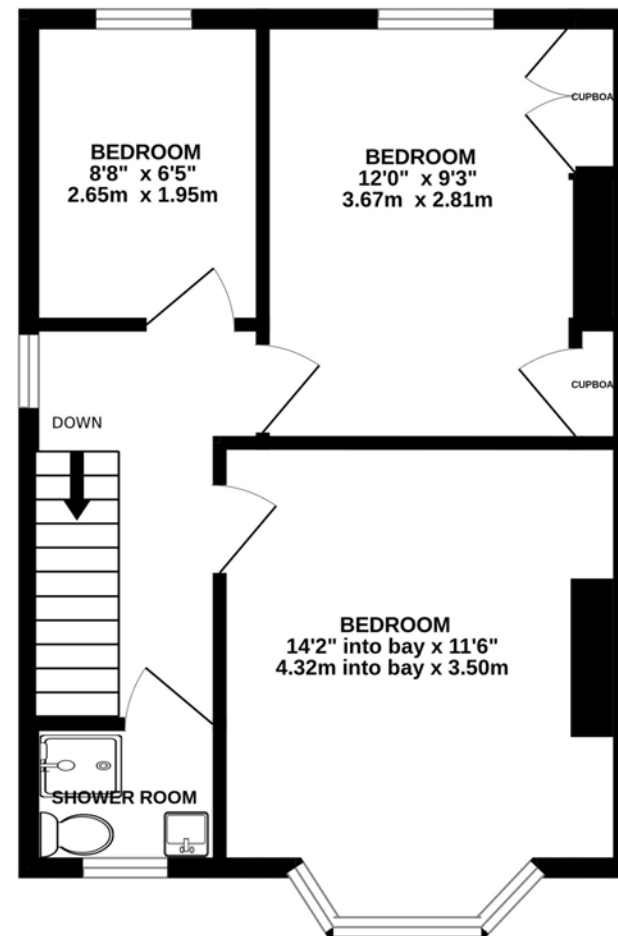 BEDROOM
8'8" x 6'5"
2.65m x 1.95m
BEDROOM
12'0" x 9'3"
3.67m x 2.81m
CUPBOA
CUPBOA
DOWN
BEDROOM
14'2" into bay x 11'6"
4.32m into bay x 3.50m
SHOWER ROOM